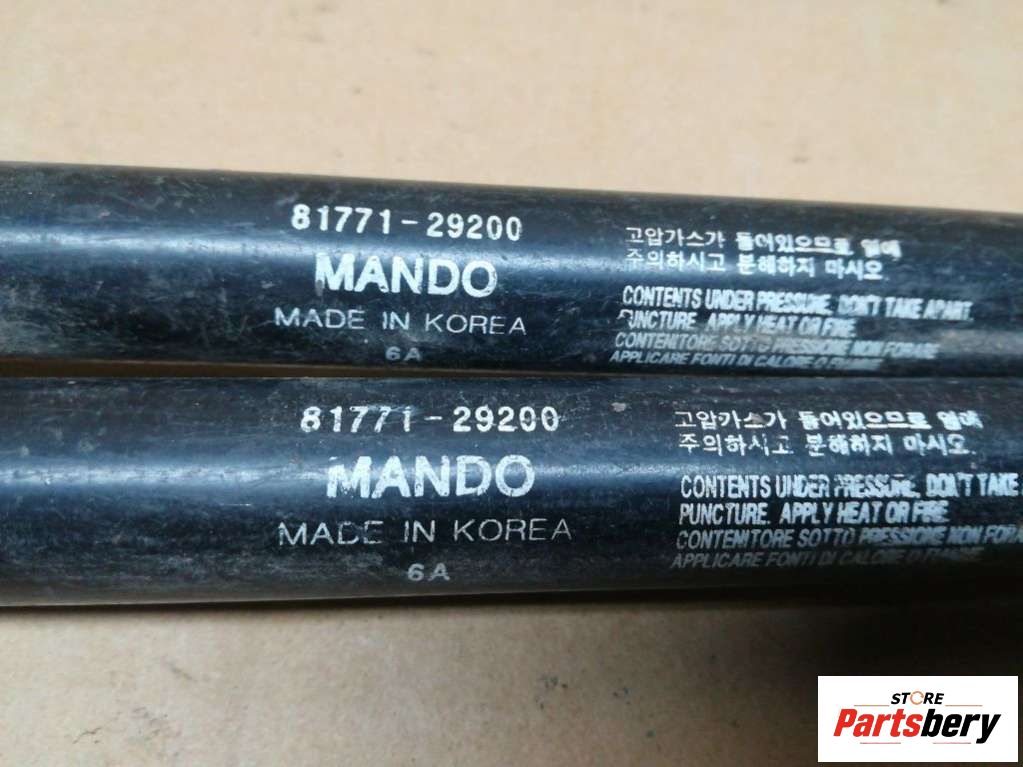 81771-29200
MANDO
MADE IN KOREA
6A
고압가스가 들어있으므로 열에
주의하시고 분해하지 마시오
CONTENTS UNDER PRESSURE. DON'T TAKE APART.
PUNCTURE. APPLY HEAT OR FIRE
CONTENITORE SOTTO PRESSIONE NON FORARE
APPLICARE FONTI DI CALORE O FIAMME
81771-29200
MANDO
MADE IN KOREA
6A
고압가스가 들어있으므로 열에
주의하시고 분해하지 마시오.
CONTENTS UNDER PRESSURE. DON'T TAKE
PUNCTURE. APPLY HEAT OR FIRE
CONTENITORE SOTTO PRESSIONE NON FORA
APPLICARE FONTI DI CALORE O FIAMME
STORE
Partsbery